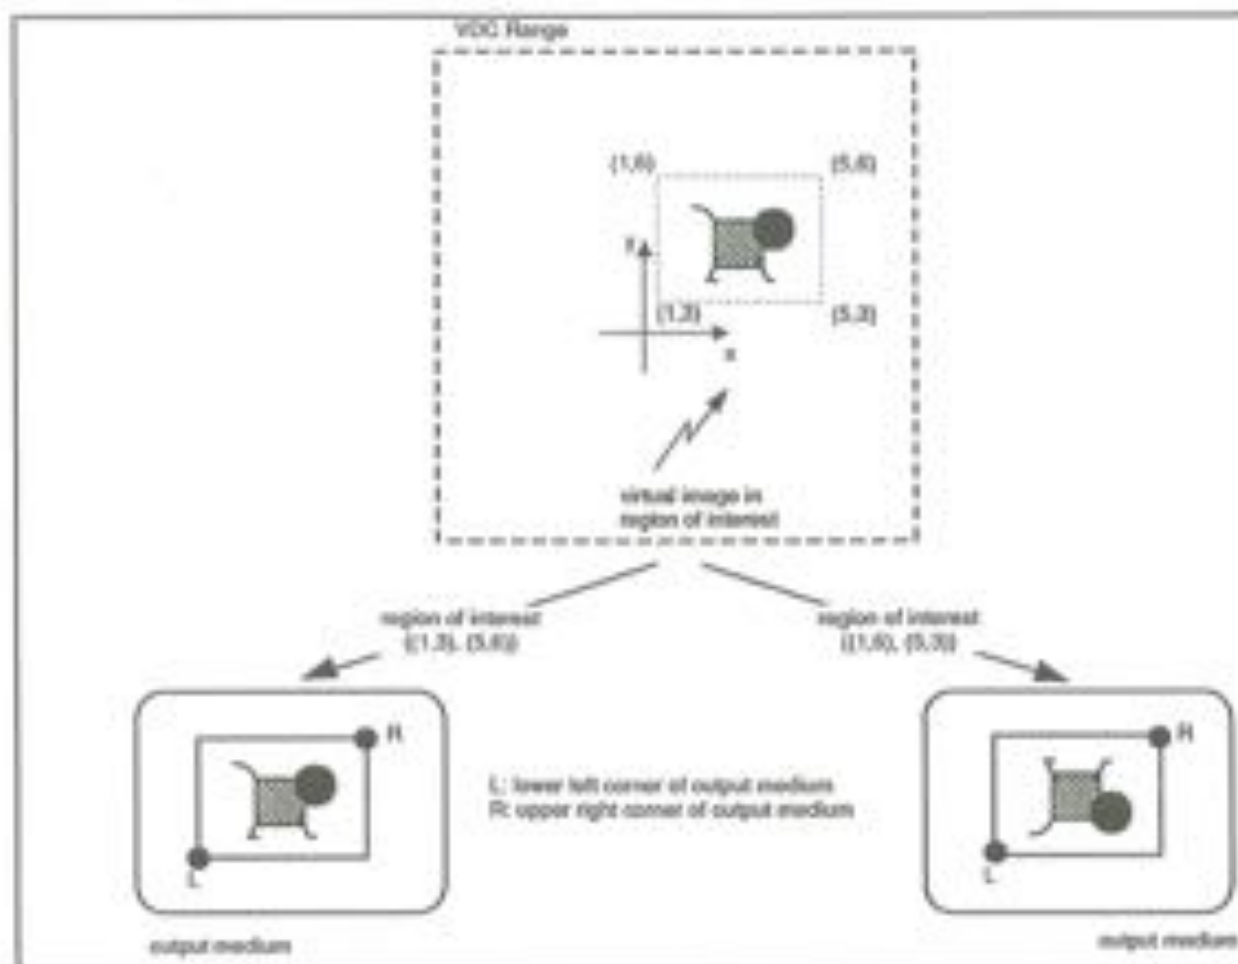 VDC Range
(1,6)
(5,6)
y
(1,3)
(5,3)
x
virtual image in
region of interest
region of interest
((1,3), (5,6))
region of interest
((1,6), (5,3))
R
L
L: lower left corner of output medium
R: upper right corner of output medium
R
L
output medium
output medium